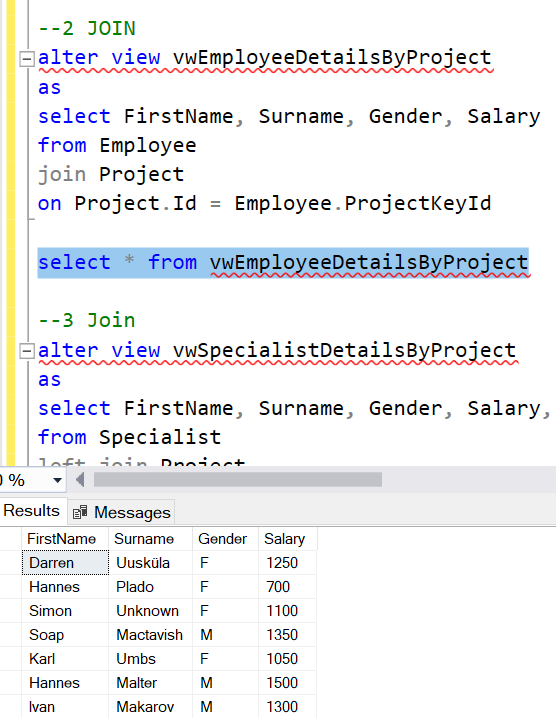 --2 JOIN
alter view vwEmployeeDetailsByProject
as
select FirstName, Surname, Gender, Salary
from Employee
join Project
on Project.Id = Employee.ProjectKeyId
select * from vwEmployeeDetailsByProject
--3 Join
alter view vwSpecialistDetailsByProject
as
select FirstName, Surname, Gender, Salary,
from Specialist
left join Project
0 %
Results Messages
FirstName Surname Gender Salary
Darren Uusküla F 1250
Hannes Plado F 700
Simon Unknown F 1100
Soap Mactavish M 1350
Karl Umbs F 1050
Hannes Malter M 1500
Ivan Makarov M 1300